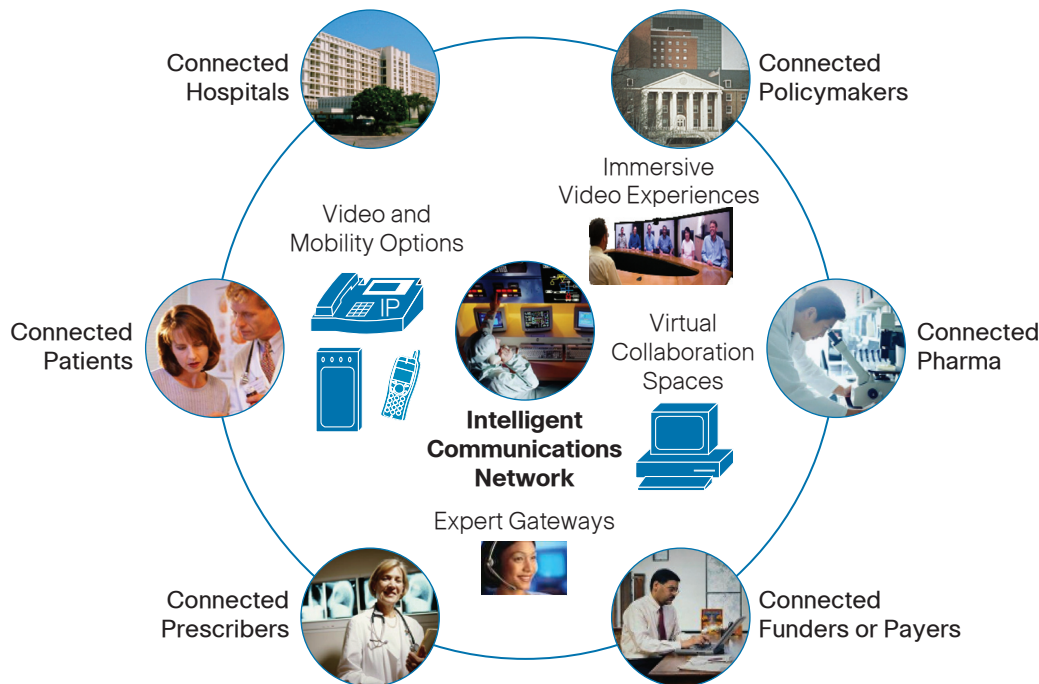 Connected
Hospitals
Connected
Policymakers
Immersive
Video Experiences
Video and
Mobility Options
IP
Connected
Patients
Virtual
Collaboration
Spaces
Connected
Pharma
Intelligent
Communications
Network
Expert Gateways
Connected
Prescribers
Connected
Funders or Payers